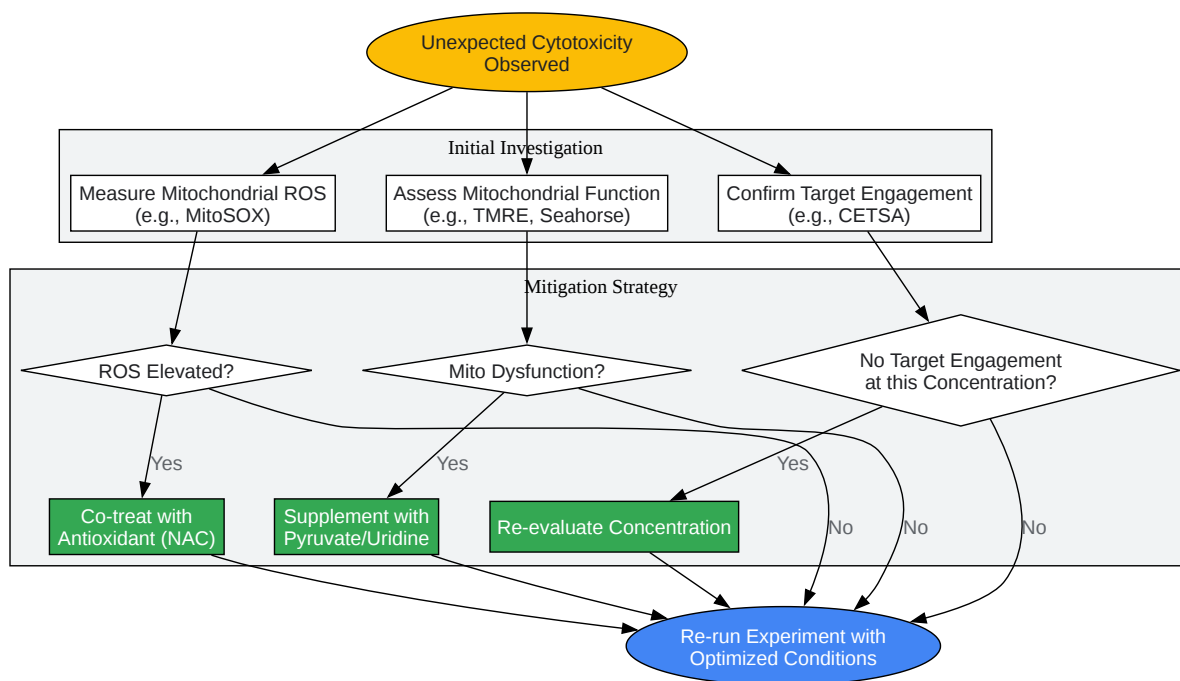 Unexpected Cytotoxicity
Observed
Initial Investigation
Measure Mitochondrial ROS
(e.g., MitoSOX)
Assess Mitochondrial Function
(e.g., TMRE, Seahorse)
Confirm Target Engagement
(e.g., CETSA)
Mitigation Strategy
ROS Elevated?
Mito Dysfunction?
No Target Engagement
at this Concentration?
Yes
Yes
Yes
Co-treat with
Antioxidant (NAC)
Supplement with
Pyruvate/Uridine
Re-evaluate Concentration
No
No
No
Re-run Experiment with
Optimized Conditions